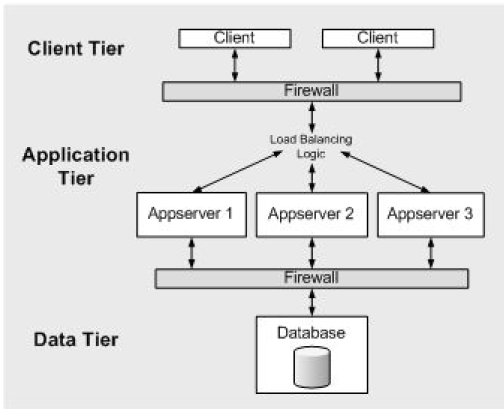 Client Tier
Client
Client
Firewall
Load Balancing
Logic
Application
Tier
Appserver 1
Appserver 2
Appserver 3
Firewall
Data Tier
Database